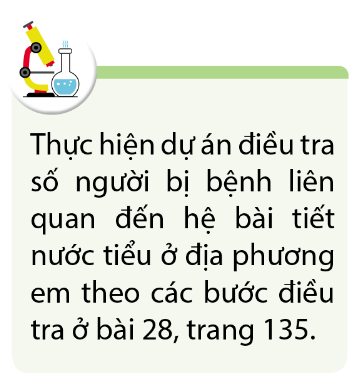 Thực hiện dự án điều tra
số người bị bệnh liên
quan đến hệ bài tiết
nước tiểu ở địa phương
em theo các bước điều
tra ở bài 28, trang 135.